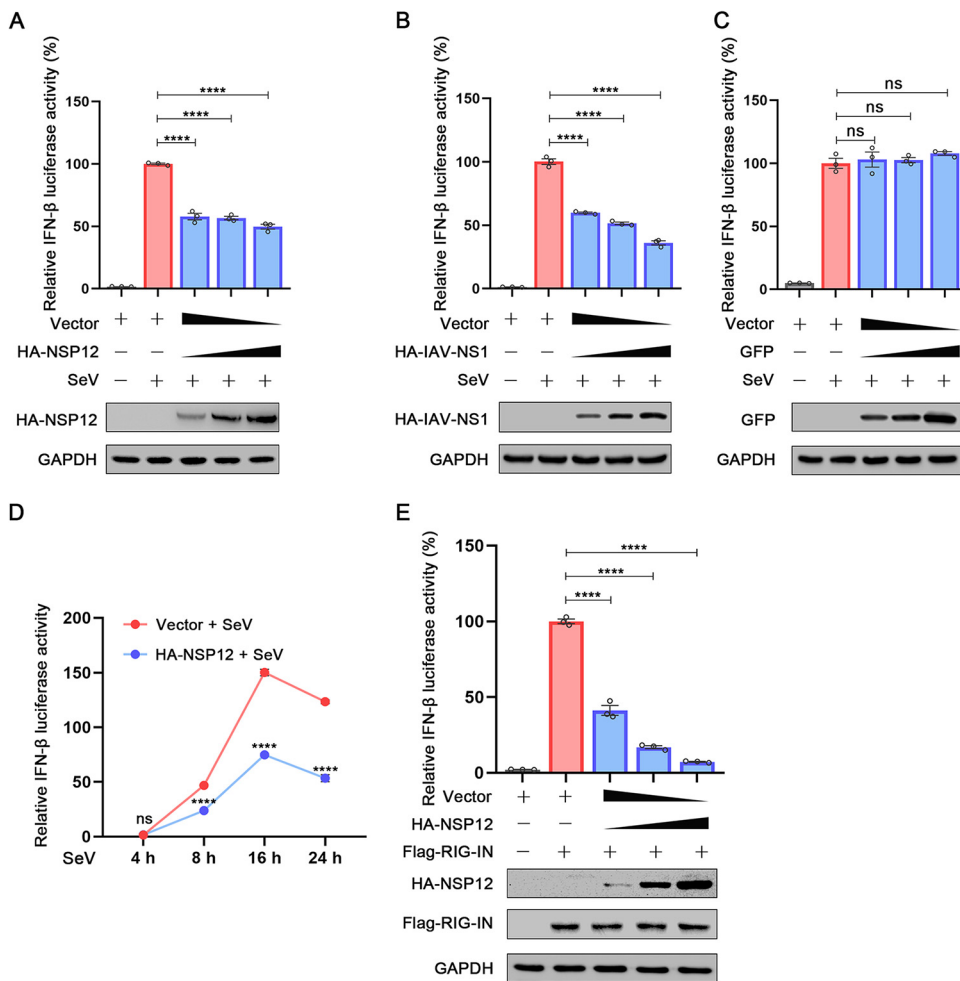 A
Relative IFN-β luciferase activity (%)
150
100
50
0
****
****
****
Vector + +
HA-NSP12 — —
SeV — + + + +
HA-NSP12
GAPDH
B
Relative IFN-β luciferase activity (%)
150
100
50
0
****
****
****
Vector + +
HA-IAV-NS1 — —
SeV — + + + +
HA-IAV-NS1
GAPDH
C
Relative IFN-β luciferase activity (%)
150
100
50
0
ns
ns
ns
Vector + +
GFP — —
SeV — + + + +
GFP
GAPDH
D
Relative IFN-β luciferase activity
200
150
100
50
0
Vector + SeV
HA-NSP12 + SeV
ns
****
****
****
SeV 4 h 8 h 16 h 24 h
E
Relative IFN-β luciferase activity (%)
150
100
50
0
****
****
****
Vector + +
HA-NSP12 — —
Flag-RIG-IN — + + + +
HA-NSP12
Flag-RIG-IN
GAPDH